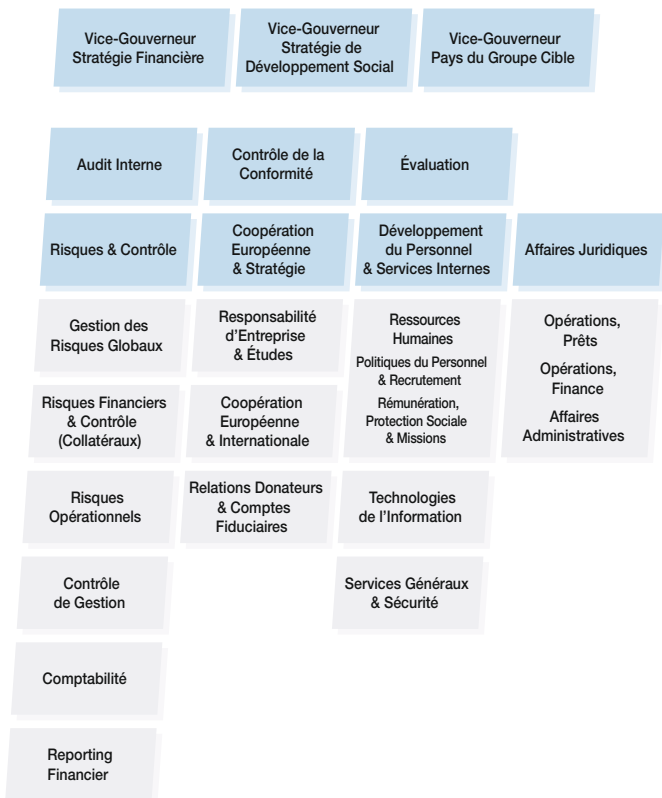 Vice-Gouverneur
Stratégie Financière
Vice-Gouverneur
Stratégie de
Développement Social
Vice-Gouverneur
Pays du Groupe Cible
Audit Interne
Contrôle de la
Conformité
Évaluation
Risques & Contrôle
Coopération
Européenne
& Stratégie
Développement
du Personnel
& Services Internes
Affaires Juridiques
Gestion des
Risques Globaux
Responsabilité
d'Entreprise
& Études
Ressources
Humaines
Politiques du Personnel
& Recrutement
Rémunération,
Protection Sociale
& Missions
Opérations,
Prêts
Opérations,
Finance
Affaires
Administratives
Risques Financiers
& Contrôle
(Collatéraux)
Coopération
Européenne
& Internationale
Risques
Opérationnels
Relations Donateurs
& Comptes
Fiduciaires
Technologies
de l'Information
Contrôle
de Gestion
Services Généraux
& Sécurité
Comptabilité
Reporting
Financier